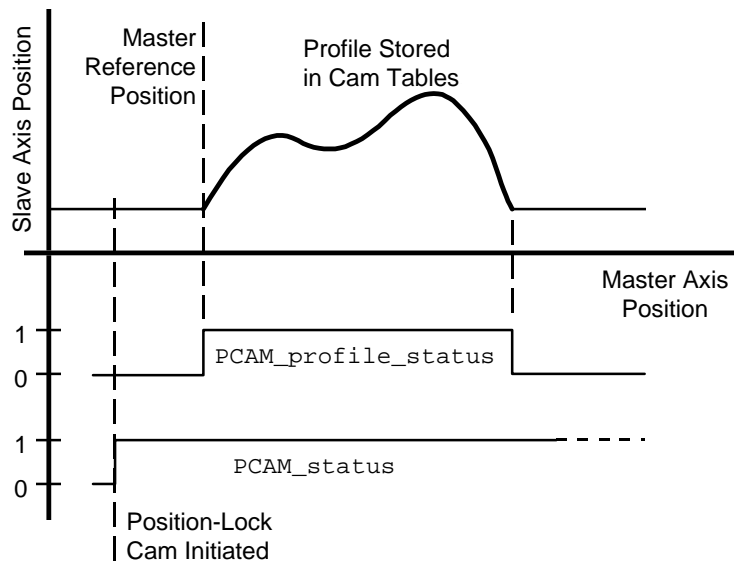 Master
Reference
Position
Profile Stored
in Cam Tables
Slave Axis Position
Master Axis
Position
1
PCAM_profile_status
0
1
PCAM_status
0
Position-Lock
Cam Initiated